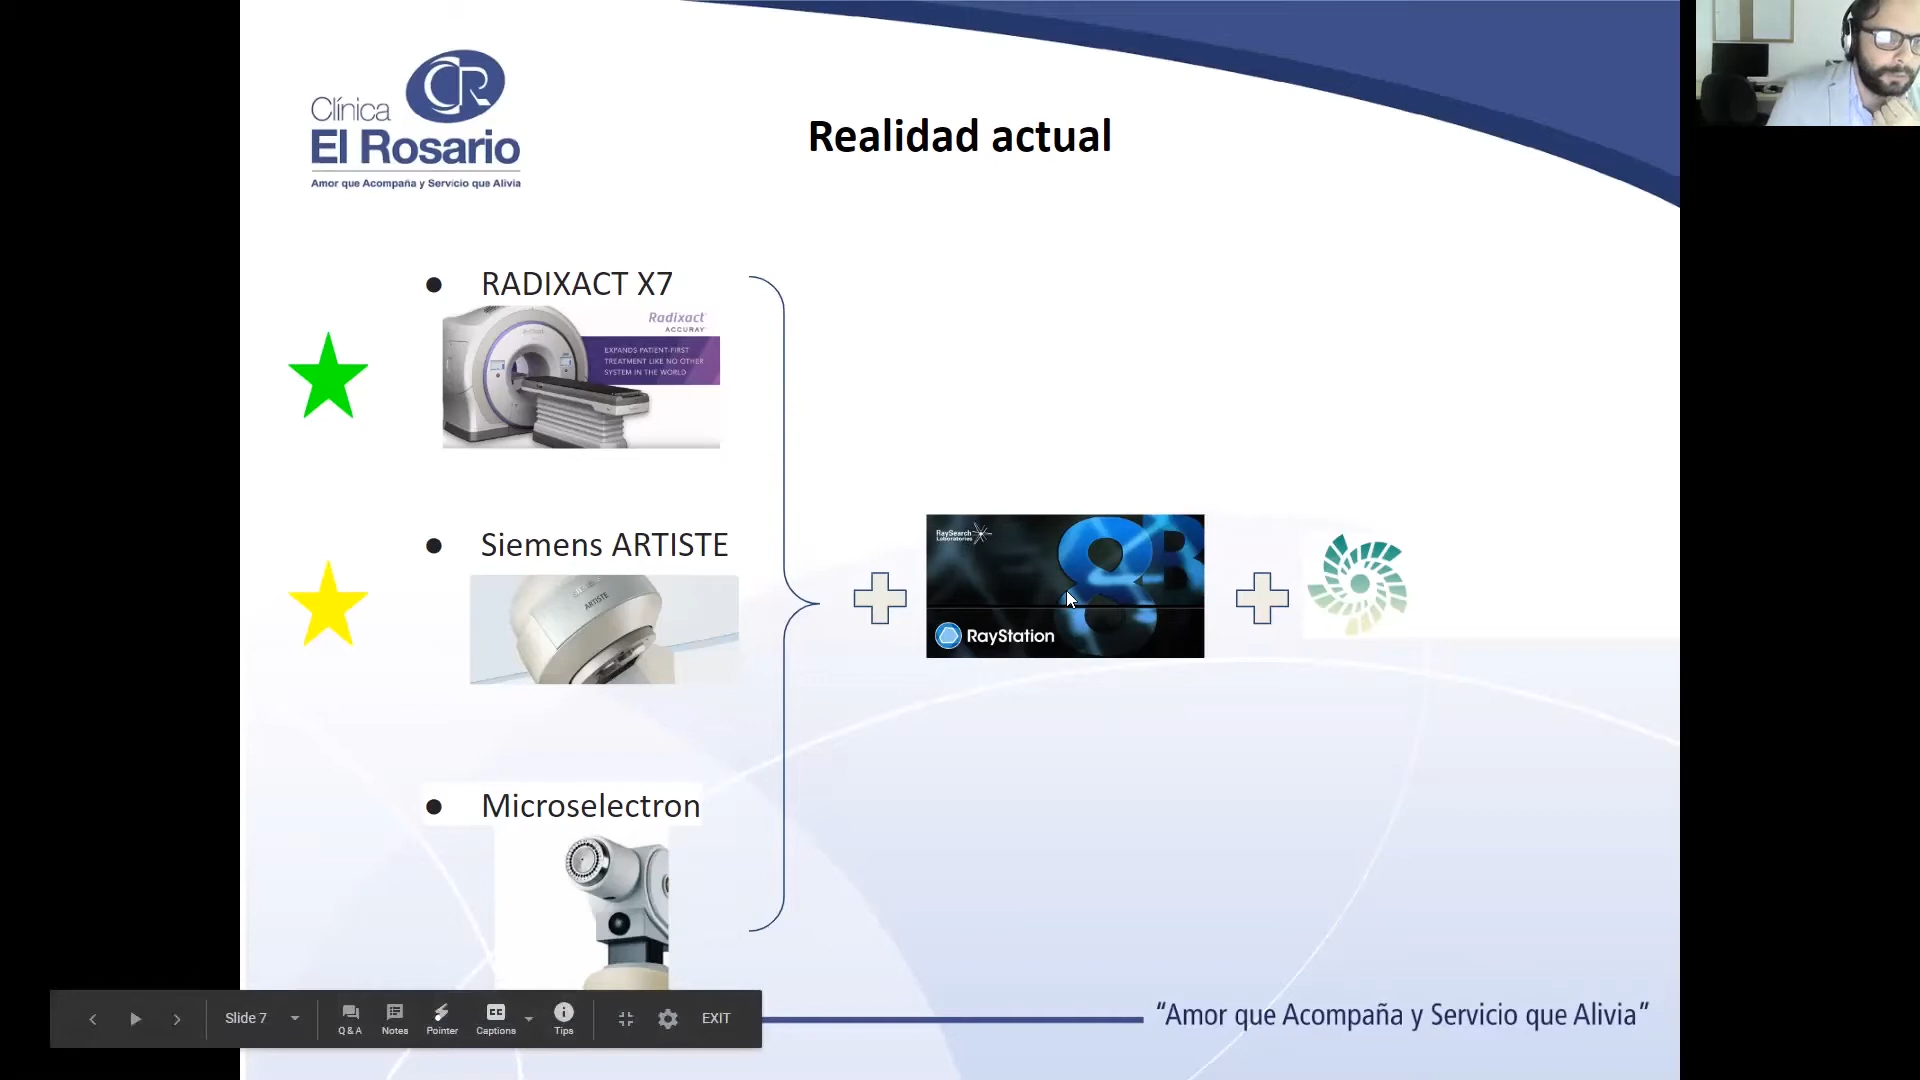 Clínica
CR
El Rosario
Amor que Acompaña y Servicio que Alivia
Realidad actual
● RADIXACT X7
Radixact
ACCURAY
EXPANDS PATIENT-FIRST
TREATMENT LIKE NO OTHER
SYSTEM IN THE WORLD
● Siemens ARTISTE
ARTISTE
RaySearch
Laboratories
8B
RayStation
● Microselectron
Slide 7
Q&A
Notes
Pointer
Captions
Tips
EXIT
“Amor que Acompaña y Servicio que Alivia”